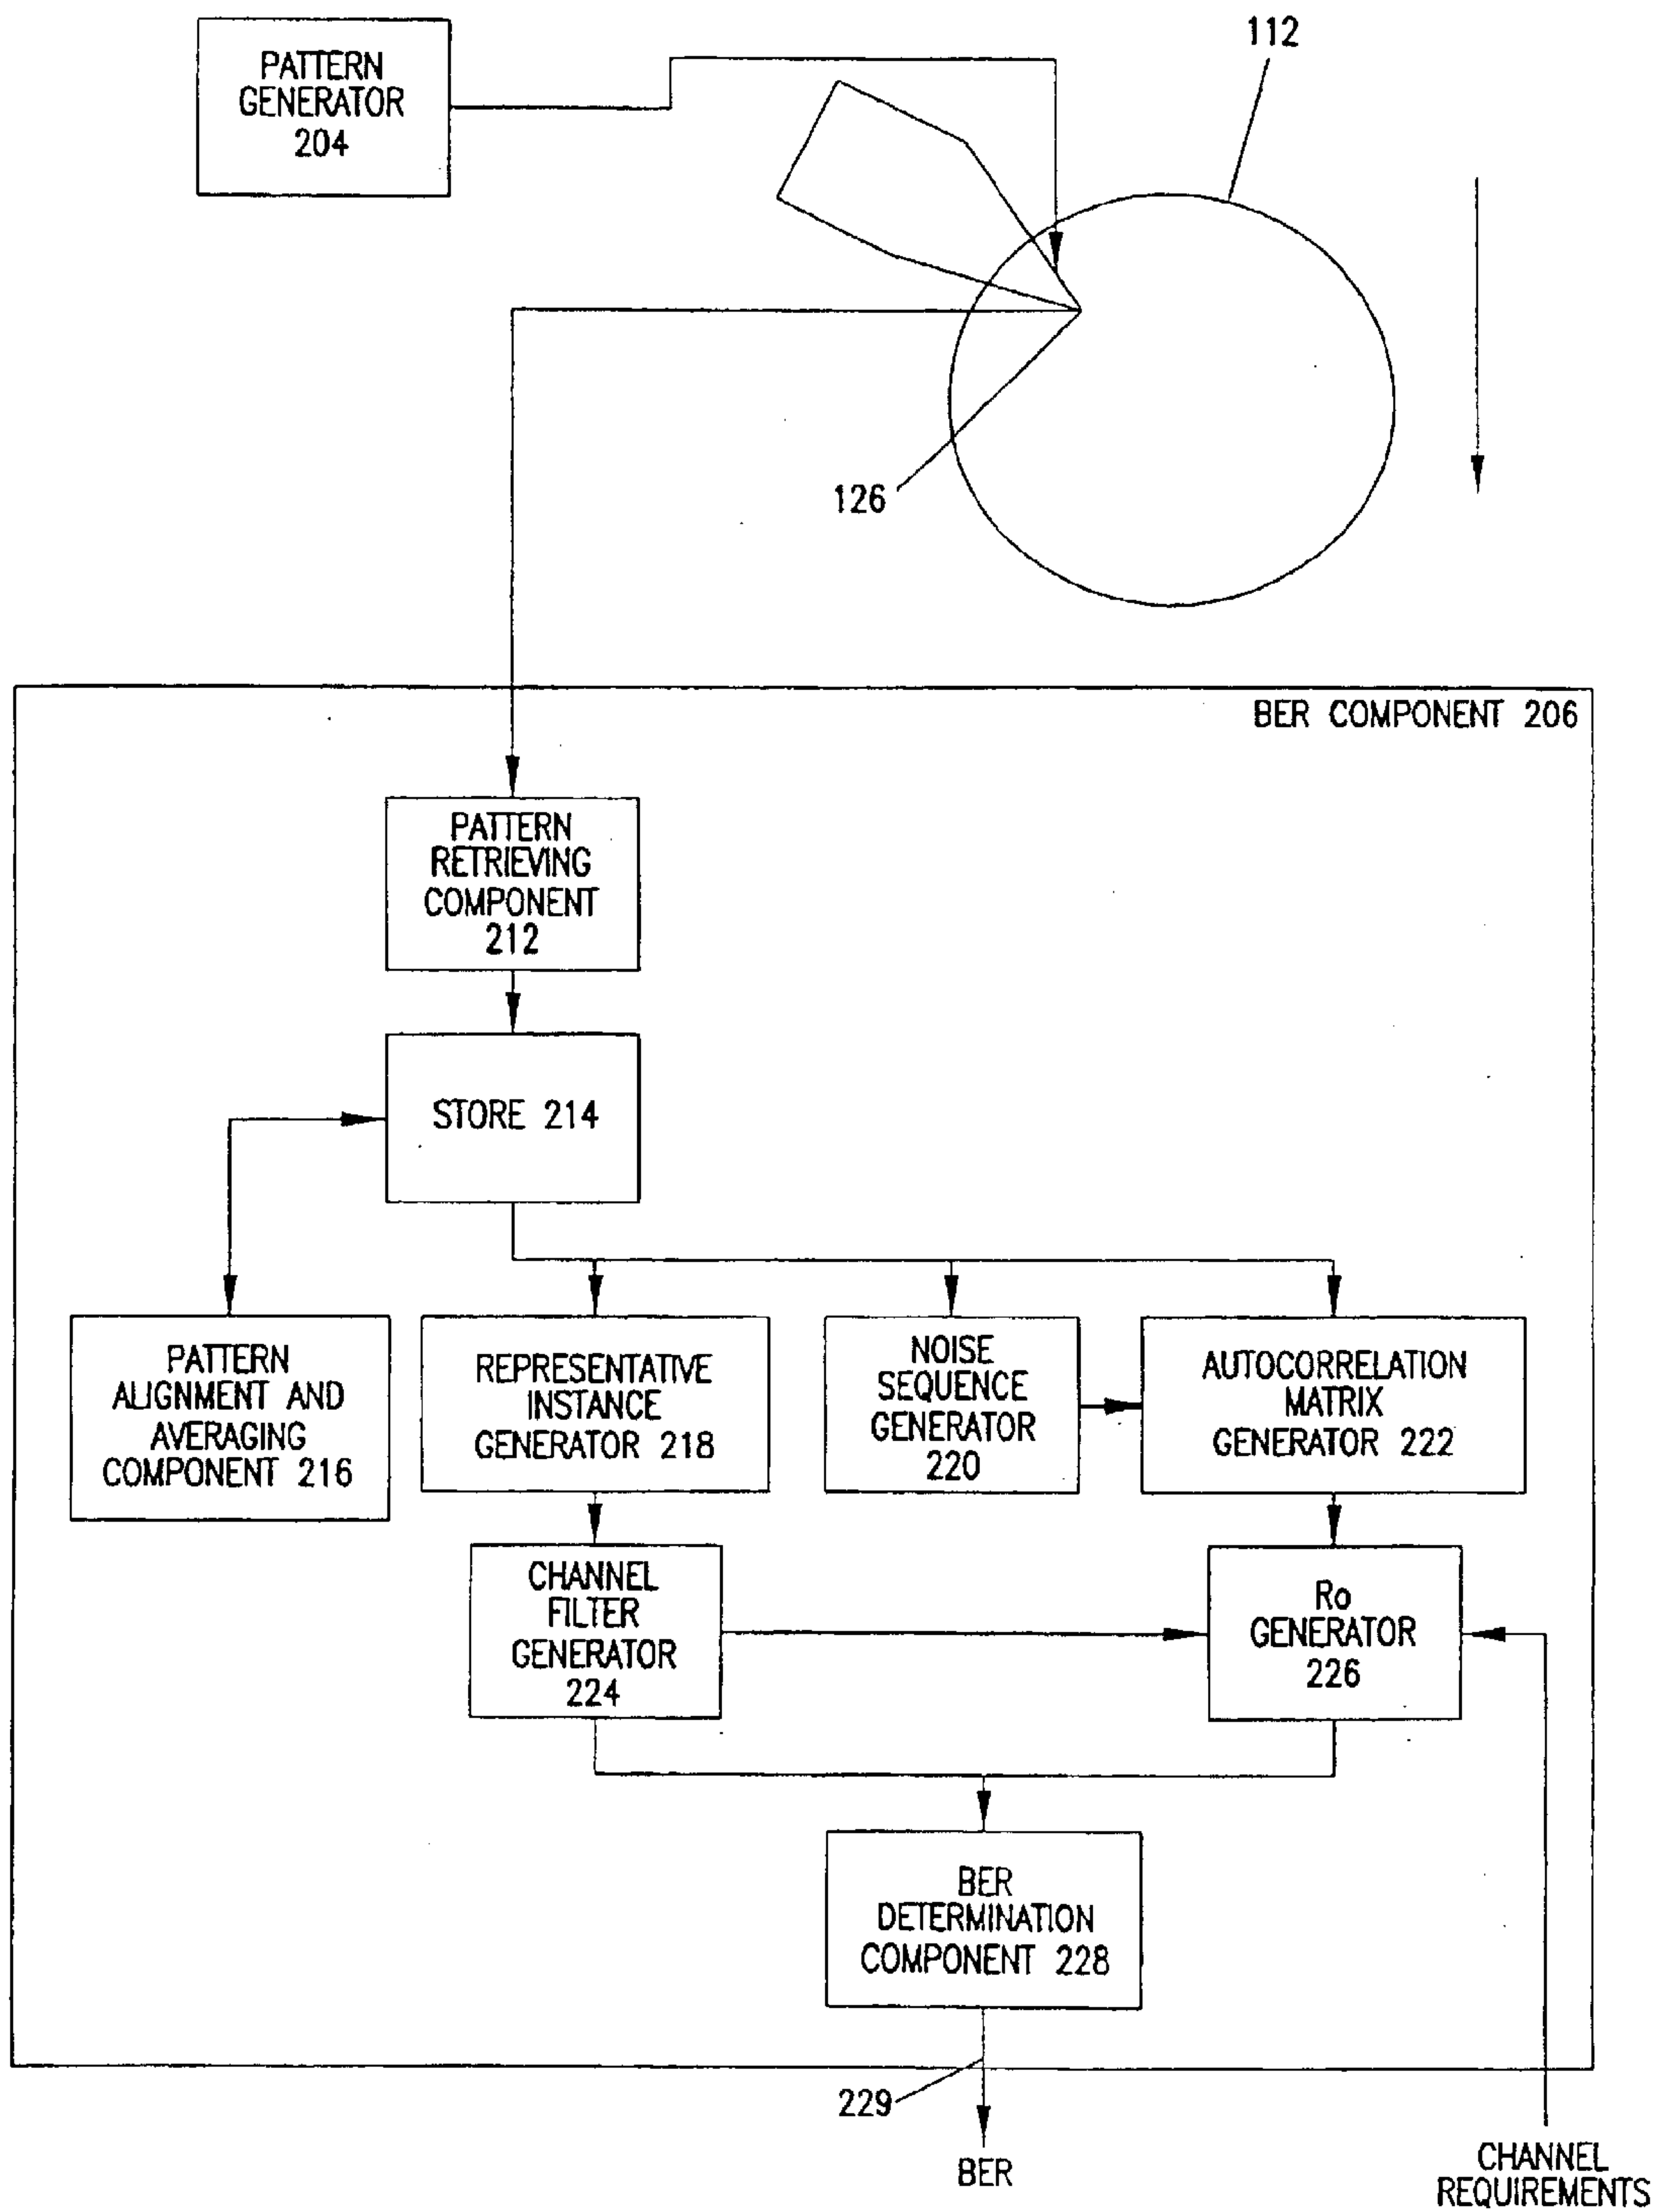 PATTERN
GENERATOR
204
112
126
BER COMPONENT 206
PATTERN
RETRIEVING
COMPONENT
212
STORE 214
PATTERN
ALIGNMENT AND
AVERAGING
COMPONENT 216
REPRESENTATIVE
INSTANCE
GENERATOR 218
NOISE
SEQUENCE
GENERATOR
220
AUTOCORRELATION
MATRIX
GENERATOR 222
CHANNEL
FILTER
GENERATOR
224
Ro
GENERATOR
226
BER
DETERMINATION
COMPONENT 228
229
BER
CHANNEL
REQUIREMENTS